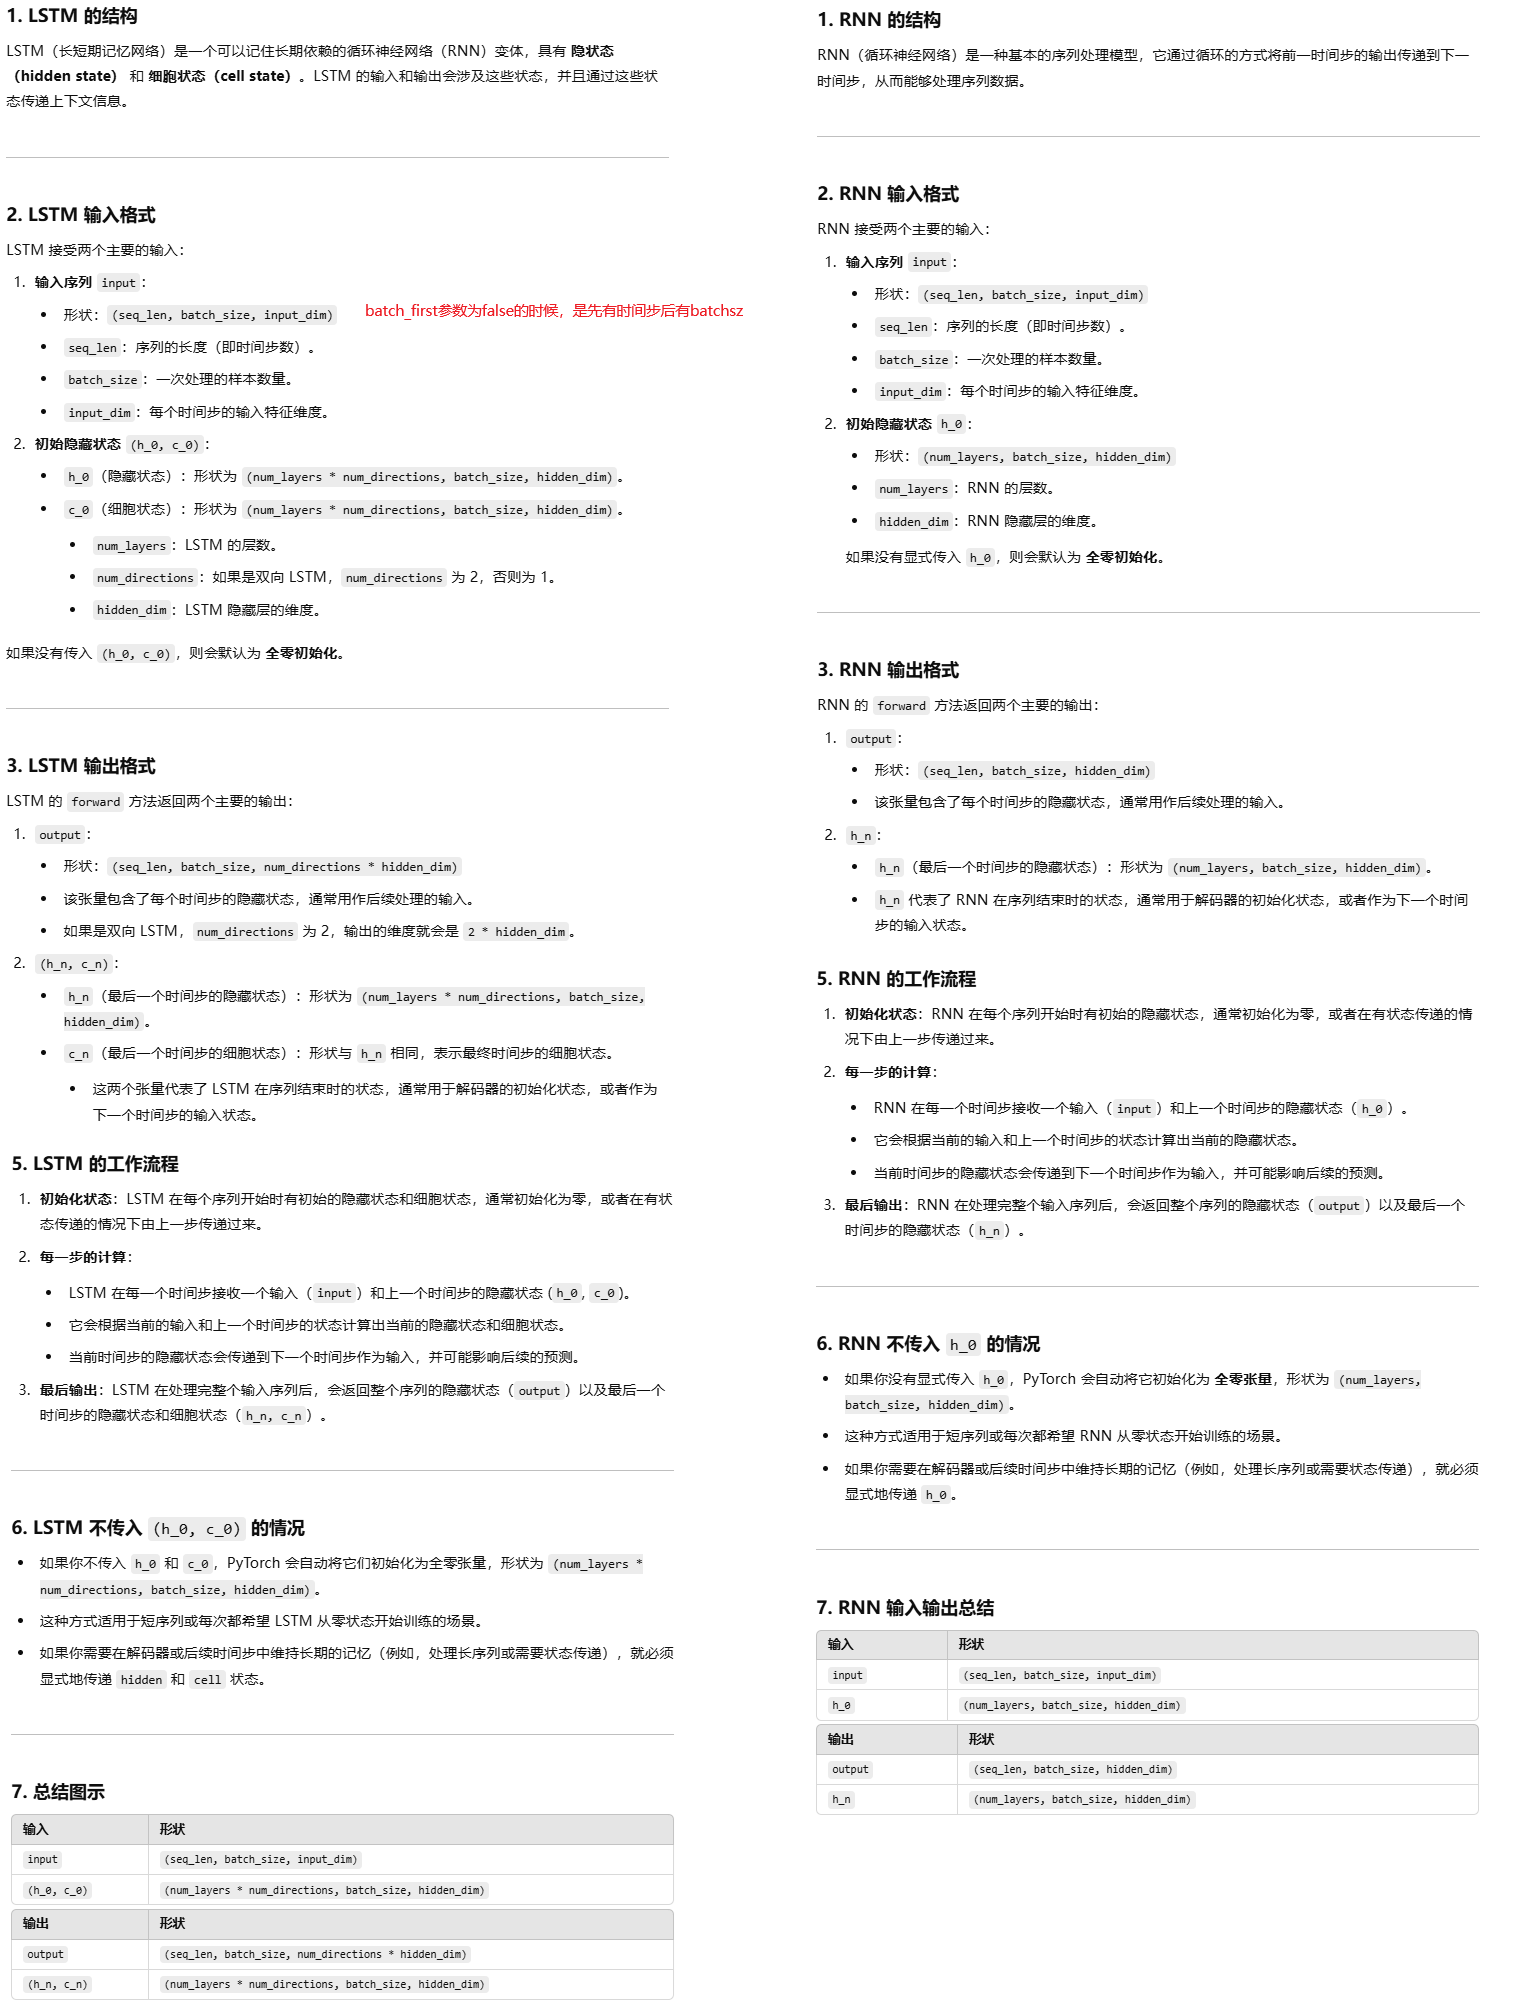 1. LSTM 的结构
LSTM（长短期记忆网络）是一个可以记住长期依赖的循环神经网络（RNN）变体，具有 隐状态
（hidden state） 和 细胞状态（cell state）。LSTM 的输入和输出会涉及这些状态，并且通过这些状
态传递上下文信息。
2. LSTM 输入格式
LSTM 接受两个主要的输入：
1. 输入序列 input：
• 形状：(seq_len, batch_size, input_dim)
batch_first参数为false的时候，是先有时间步后有batchsz
• seq_len：序列的长度（即时间步数）。
• batch_size：一次处理的样本数量。
• input_dim：每个时间步的输入特征维度。
2. 初始隐藏状态 (h_0, c_0)：
• h_0（隐藏状态）：形状为 (num_layers * num_directions, batch_size, hidden_dim)。
• c_0（细胞状态）：形状为 (num_layers * num_directions, batch_size, hidden_dim)。
• num_layers：LSTM 的层数。
• num_directions：如果是双向 LSTM，num_directions 为 2，否则为 1。
• hidden_dim：LSTM 隐藏层的维度。
如果没有传入 (h_0, c_0)，则会默认为 全零初始化。
3. LSTM 输出格式
LSTM 的 forward 方法返回两个主要的输出：
1. output：
• 形状：(seq_len, batch_size, num_directions * hidden_dim)
• 该张量包含了每个时间步的隐藏状态，通常用作后续处理的输入。
• 如果是双向 LSTM，num_directions 为 2，输出的维度就会是 2 * hidden_dim。
2. (h_n, c_n)：
• h_n（最后一个时间步的隐藏状态）：形状为 (num_layers * num_directions, batch_size,
hidden_dim)。
• c_n（最后一个时间步的细胞状态）：形状与 h_n 相同，表示最终时间步的细胞状态。
• 这两个张量代表了 LSTM 在序列结束时的状态，通常用于解码器的初始化状态，或者作为
下一个时间步的输入状态。
5. LSTM 的工作流程
1. 初始化状态：LSTM 在每个序列开始时有初始的隐藏状态和细胞状态，通常初始化为零，或者在有状
态传递的情况下由上一步传递过来。
2. 每一步的计算：
• LSTM 在每一个时间步接收一个输入（input）和上一个时间步的隐藏状态 (h_0, c_0)。
• 它会根据当前的输入和上一个时间步的状态计算出当前的隐藏状态和细胞状态。
• 当前时间步的隐藏状态会传递到下一个时间步作为输入，并可能影响后续的预测。
3. 最后输出：LSTM 在处理完整个输入序列后，会返回整个序列的隐藏状态（output）以及最后一个
时间步的隐藏状态和细胞状态（h_n, c_n）。
6. LSTM 不传入 (h_0, c_0) 的情况
• 如果你不传入 h_0 和 c_0，PyTorch 会自动将它们初始化为全零张量，形状为 (num_layers *
num_directions, batch_size, hidden_dim)。
• 这种方式适用于短序列或每次都希望 LSTM 从零状态开始训练的场景。
• 如果你需要在解码器或后续时间步中维持长期的记忆（例如，处理长序列或需要状态传递），就必须
显式地传递 hidden 和 cell 状态。
7. 总结图示
输入 形状
input (seq_len, batch_size, input_dim)
(h_0, c_0) (num_layers * num_directions, batch_size, hidden_dim)
输出 形状
output (seq_len, batch_size, num_directions * hidden_dim)
(h_n, c_n) (num_layers * num_directions, batch_size, hidden_dim)
1. RNN 的结构
RNN（循环神经网络）是一种基本的序列处理模型，它通过循环的方式将前一时间步的输出传递到下一
时间步，从而能够处理序列数据。
2. RNN 输入格式
RNN 接受两个主要的输入：
1. 输入序列 input：
• 形状：(seq_len, batch_size, input_dim)
• seq_len：序列的长度（即时间步数）。
• batch_size：一次处理的样本数量。
• input_dim：每个时间步的输入特征维度。
2. 初始隐藏状态 h_0：
• 形状：(num_layers, batch_size, hidden_dim)
• num_layers：RNN 的层数。
• hidden_dim：RNN 隐藏层的维度。
如果没有显式传入 h_0，则会默认为 全零初始化。
3. RNN 输出格式
RNN 的 forward 方法返回两个主要的输出：
1. output：
• 形状：(seq_len, batch_size, hidden_dim)
• 该张量包含了每个时间步的隐藏状态，通常用作后续处理的输入。
2. h_n：
• h_n（最后一个时间步的隐藏状态）：形状为 (num_layers, batch_size, hidden_dim)。
• h_n 代表了 RNN 在序列结束时的状态，通常用于解码器的初始化状态，或者作为下一个时间
步的输入状态。
5. RNN 的工作流程
1. 初始化状态：RNN 在每个序列开始时有初始的隐藏状态，通常初始化为零，或者在有状态传递的情
况下由上一步传递过来。
2. 每一步的计算：
• RNN 在每一个时间步接收一个输入（input）和上一个时间步的隐藏状态（h_0）。
• 它会根据当前的输入和上一个时间步的状态计算出当前的隐藏状态。
• 当前时间步的隐藏状态会传递到下一个时间步作为输入，并可能影响后续的预测。
3. 最后输出：RNN 在处理完整个输入序列后，会返回整个序列的隐藏状态（output）以及最后一个
时间步的隐藏状态（h_n）。
6. RNN 不传入 h_0 的情况
• 如果你没有显式传入 h_0，PyTorch 会自动将它初始化为 全零张量，形状为 (num_layers,
batch_size, hidden_dim)。
• 这种方式适用于短序列或每次都希望 RNN 从零状态开始训练的场景。
• 如果你需要在解码器或后续时间步中维持长期的记忆（例如，处理长序列或需要状态传递），就必须
显式地传递 h_0。
7. RNN 输入输出总结
输入 形状
input (seq_len, batch_size, input_dim)
h_0 (num_layers, batch_size, hidden_dim)
输出 形状
output (seq_len, batch_size, hidden_dim)
h_n (num_layers, batch_size, hidden_dim)